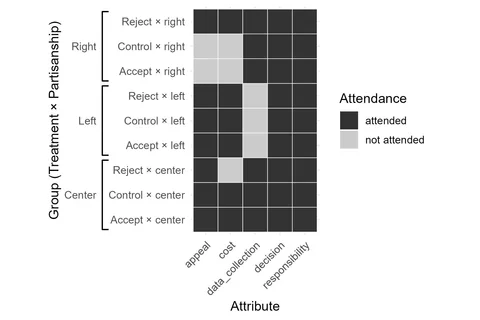 Group (Treatment × Partisanship)
Right
Reject × right
Control × right
Accept × right
Left
Reject × left
Control × left
Accept × left
Center
Reject × center
Control × center
Accept × center
appeal
cost
data_collection
decision
responsibility
Attribute
Attendance
attended
not attended